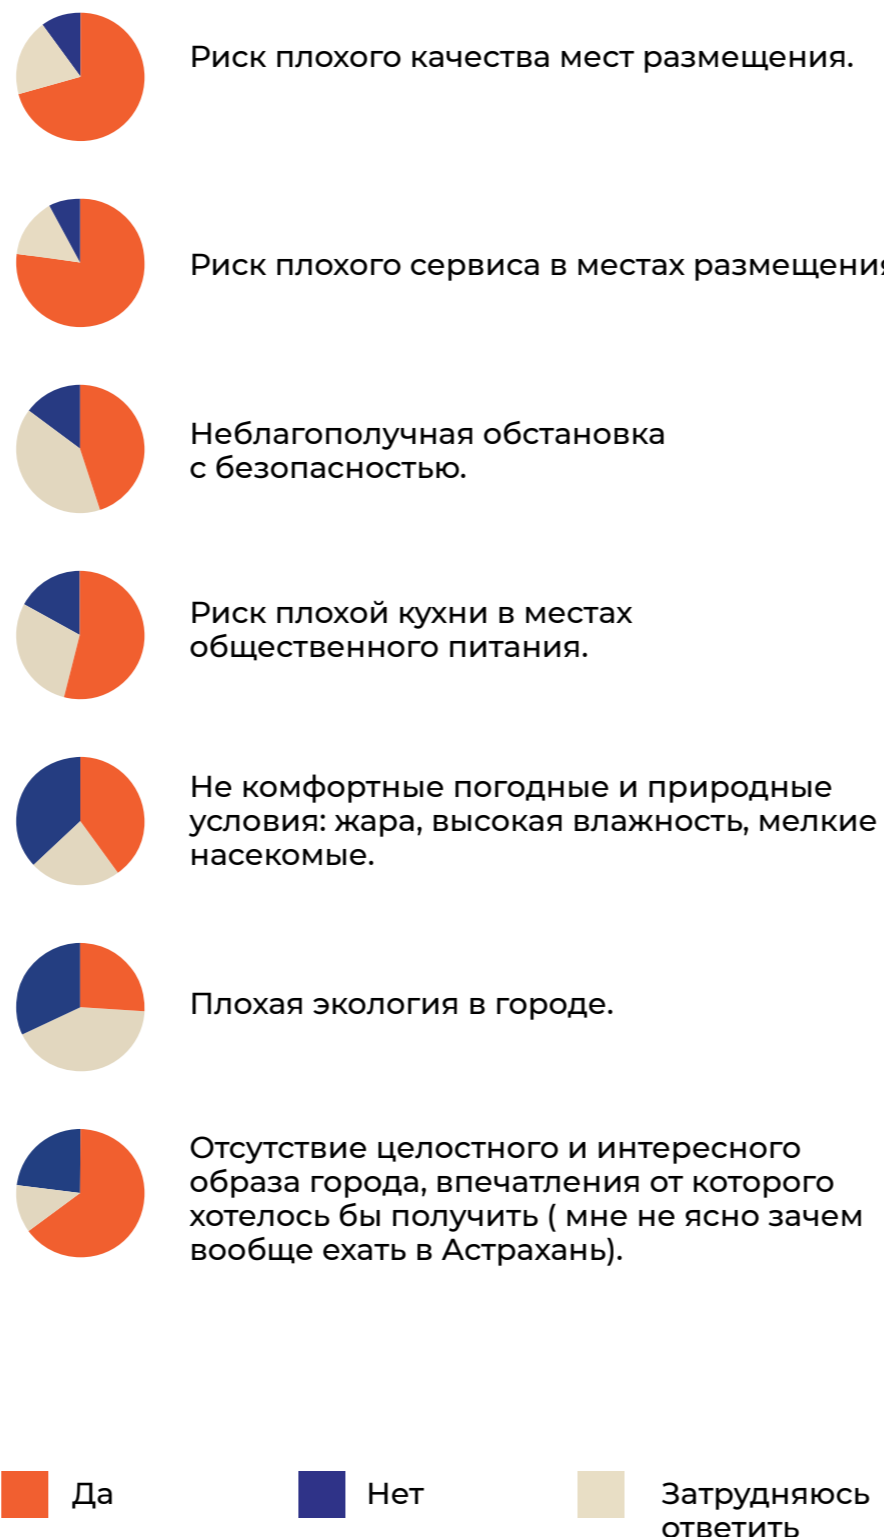 Риск плохого качества мест размещения.
Риск плохого сервиса в местах размещения
Неблагополучная обстановка
с безопасностью.
Риск плохой кухни в местах
общественного питания.
Не комфортные погодные и природные
условия: жара, высокая влажность, мелкие
насекомые.
Плохая экология в городе.
Отсутствие целостного и интересного
образа города, впечатления от которого
хотелось бы получить ( мне не ясно зачем
вообще ехать в Астрахань).
Да
Нет
Затрудняюсь
ответить